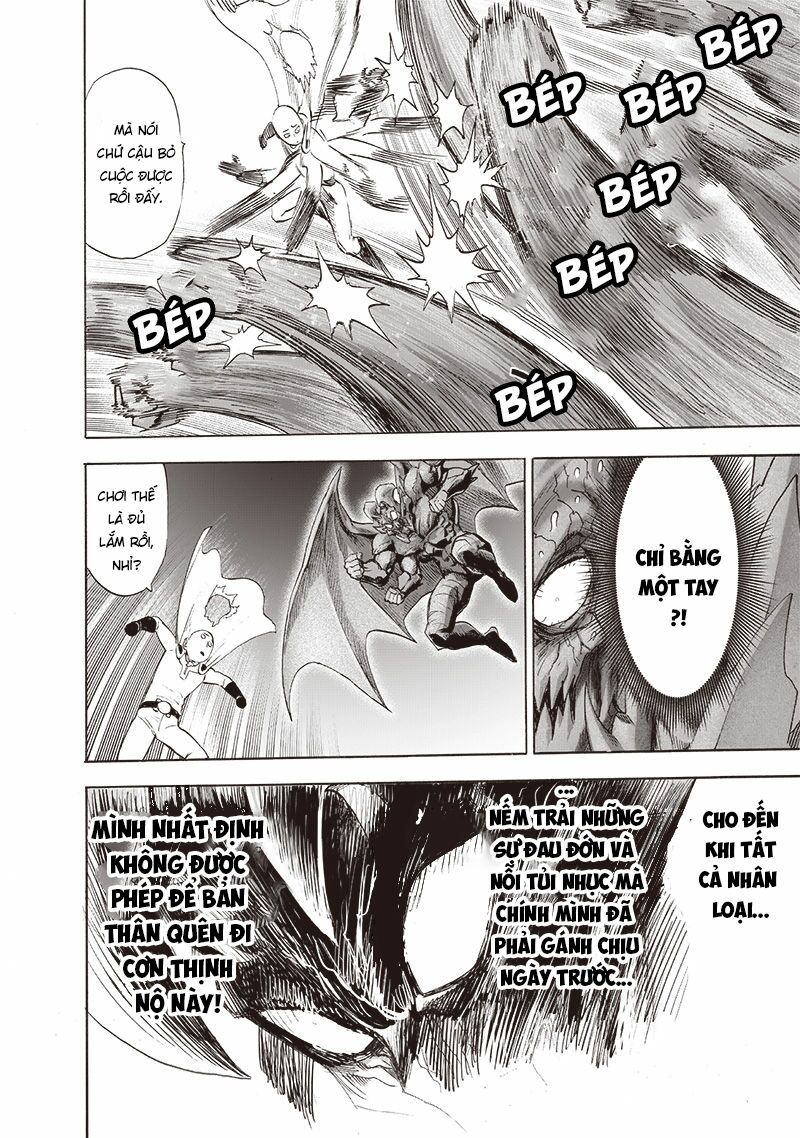 BÉP
BÉP
BÉP
BÉP
BÉP
BÉP
BÉP
MÀ NÓI
CHỨ CẬU BỎ
CUỘC ĐƯỢC
RỒI ĐẤY.
CHỈ BẰNG
MỘT TAY
?!
CHƠI THẾ
LÀ ĐỦ
LẮM RỒI,
NHỈ?
CHO ĐẾN
KHI TẤT
CẢ NHÂN
LOẠI...
...
NẾM TRẢI NHỮNG
SỰ ĐAU ĐỚN VÀ
NỖI TỦI NHỤC MÀ
CHÍNH MÌNH ĐÃ
PHẢI GÁNH CHỊU
NGÀY TRƯỚC...
MÌNH NHẤT ĐỊNH
KHÔNG ĐƯỢC
PHÉP ĐỂ BẢN
THÂN QUÊN ĐI
CƠN THỊNH
NỘ NÀY!